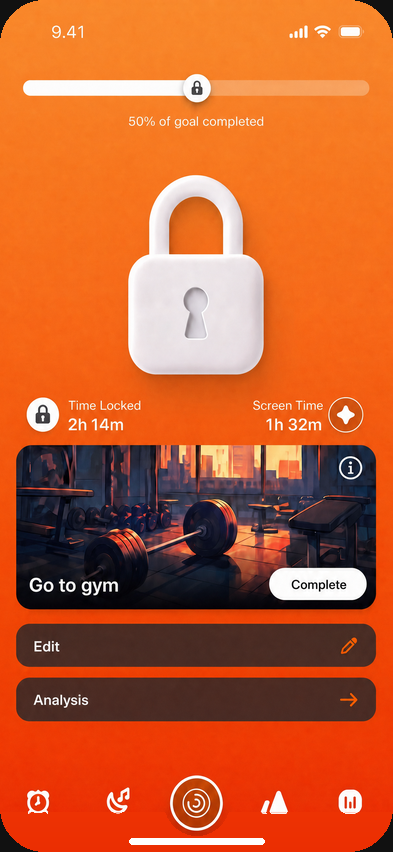 9.41
50% of goal completed
Time Locked
2h 14m
Screen Time
1h 32m
Go to gym
Complete
Edit
Analysis